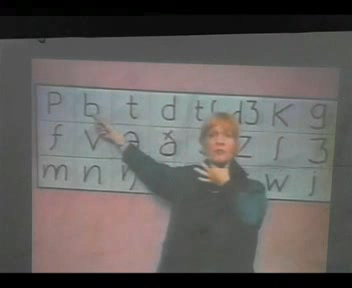 p b t d tʃ dʒ k g
f v θ ð z ʃ ʒ
m n ŋ w j